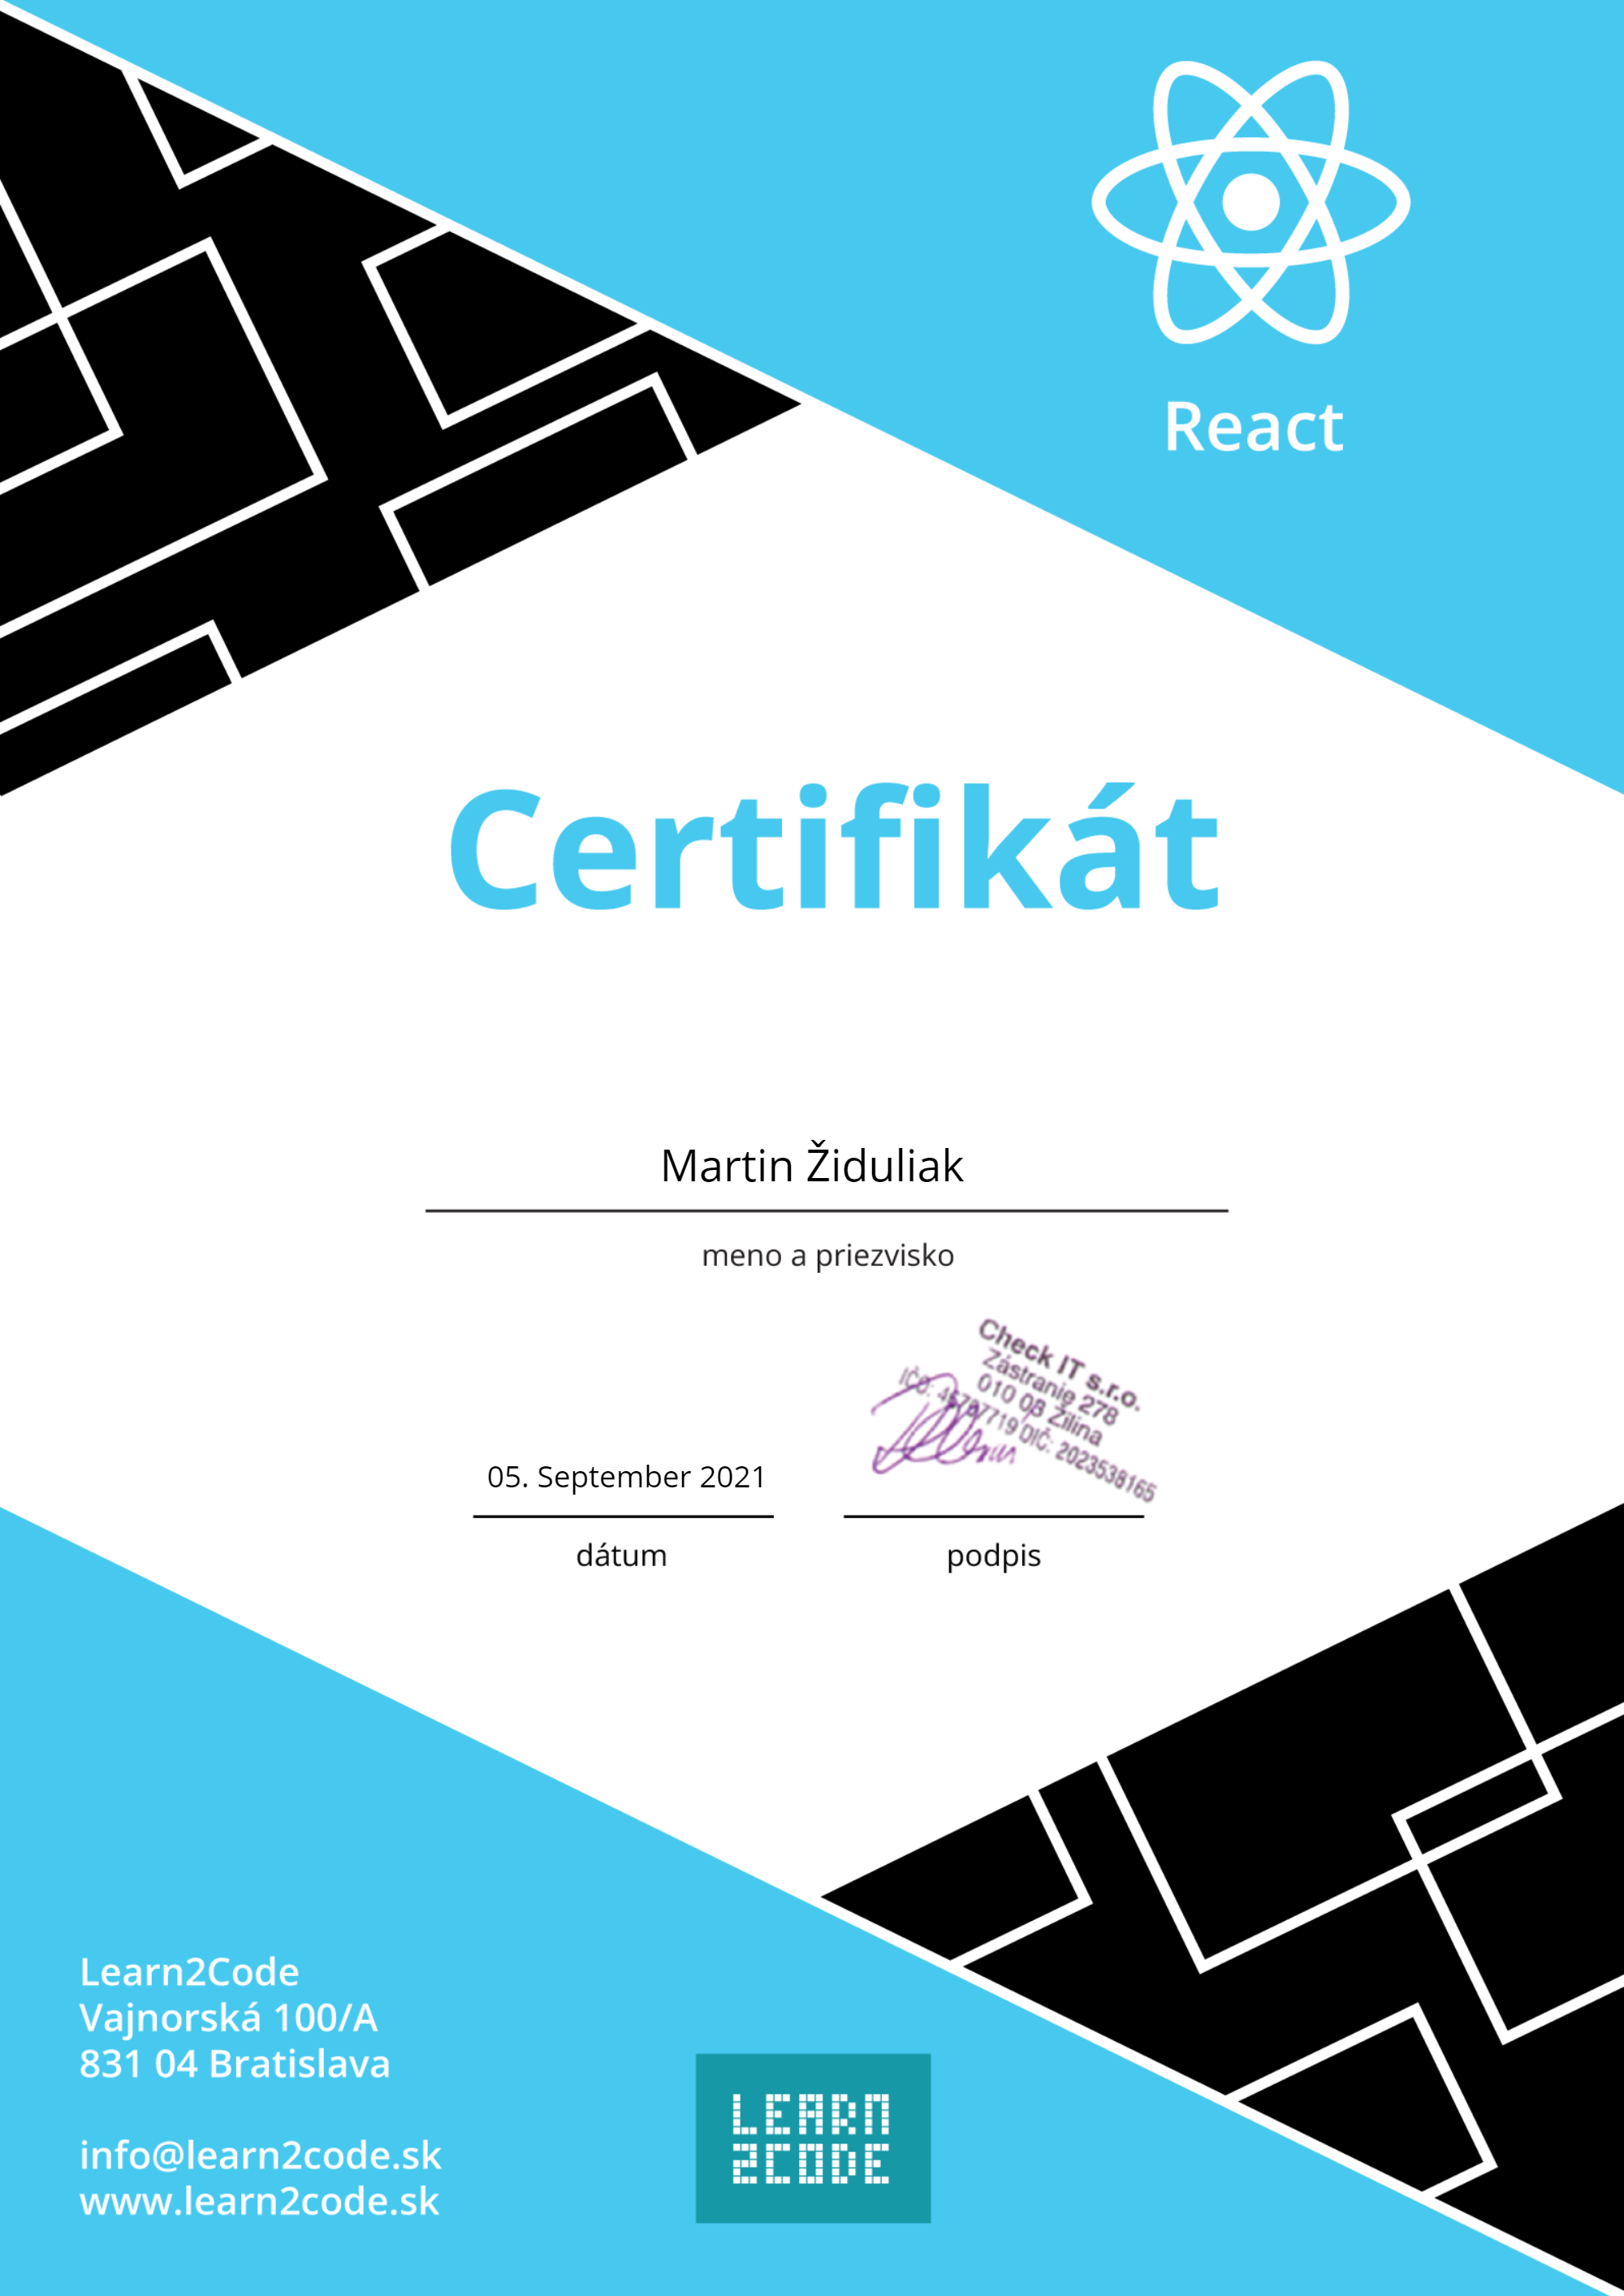 React
Certifikát
Martin Židuliak
meno a priezvisko
Check IT s.r.o.
Zástranie 278
010 03 Žilina
IČO: 45787719 DIČ: 2023538165
05. September 2021
dátum
podpis
Learn2Code
Vajnorská 100/A
831 04 Bratislava
info@learn2code.sk
www.learn2code.sk
LEARN
2CODE